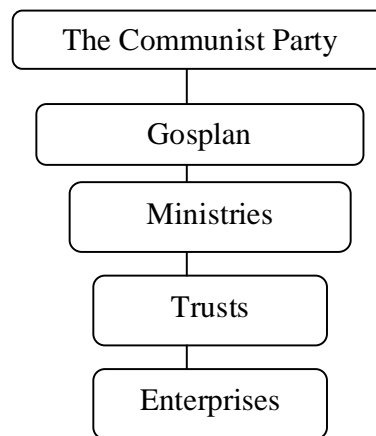 The Communist Party
Gosplan
Ministries
Trusts
Enterprises